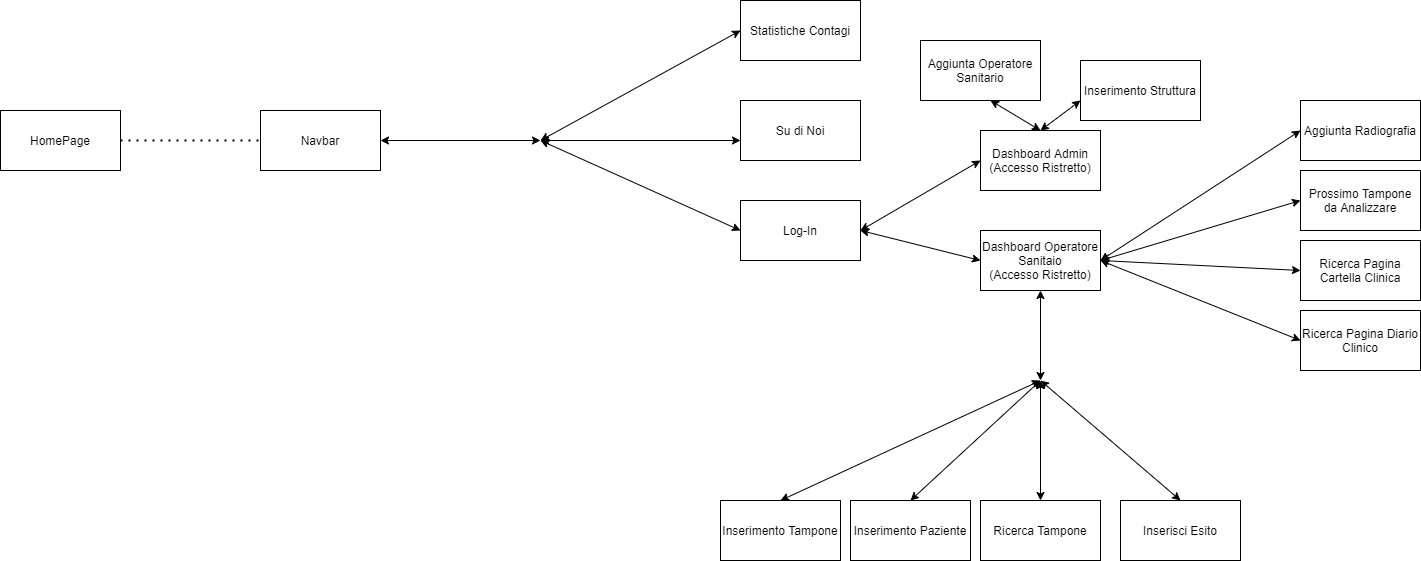 HomePage
Navbar
Statistiche Contagi
Su di Noi
Log-In
Aggiunta Operatore
Sanitario
Inserimento Struttura
Dashboard Admin
(Accesso Ristretto)
Dashboard Operatore
Sanitaio
(Accesso Ristretto)
Aggiunta Radiografia
Prossimo Tampone
da Analizzare
Ricerca Pagina
Cartella Clinica
Ricerca Pagina Diario
Clinico
Inserimento Tampone
Inserimento Paziente
Ricerca Tampone
Inserisci Esito